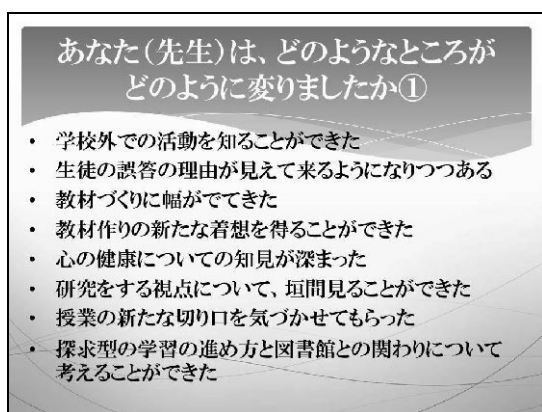 あなた（先生）は、どのようなところが
どのように変りましたか①
・ 学校外での活動を知ることができた
・ 生徒の誤答の理由が見えて来るようになりつつある
・ 教材づくりに幅がでてきた
・ 教材作りの新たな着想を得ることができた
・ 心の健康についての知見が深まった
・ 研究をする視点について、垣間見ることができた
・ 授業の新たな切り口を気づかせてもらった
・ 探求型の学習の進め方と図書館との関わりについて
考えることができた